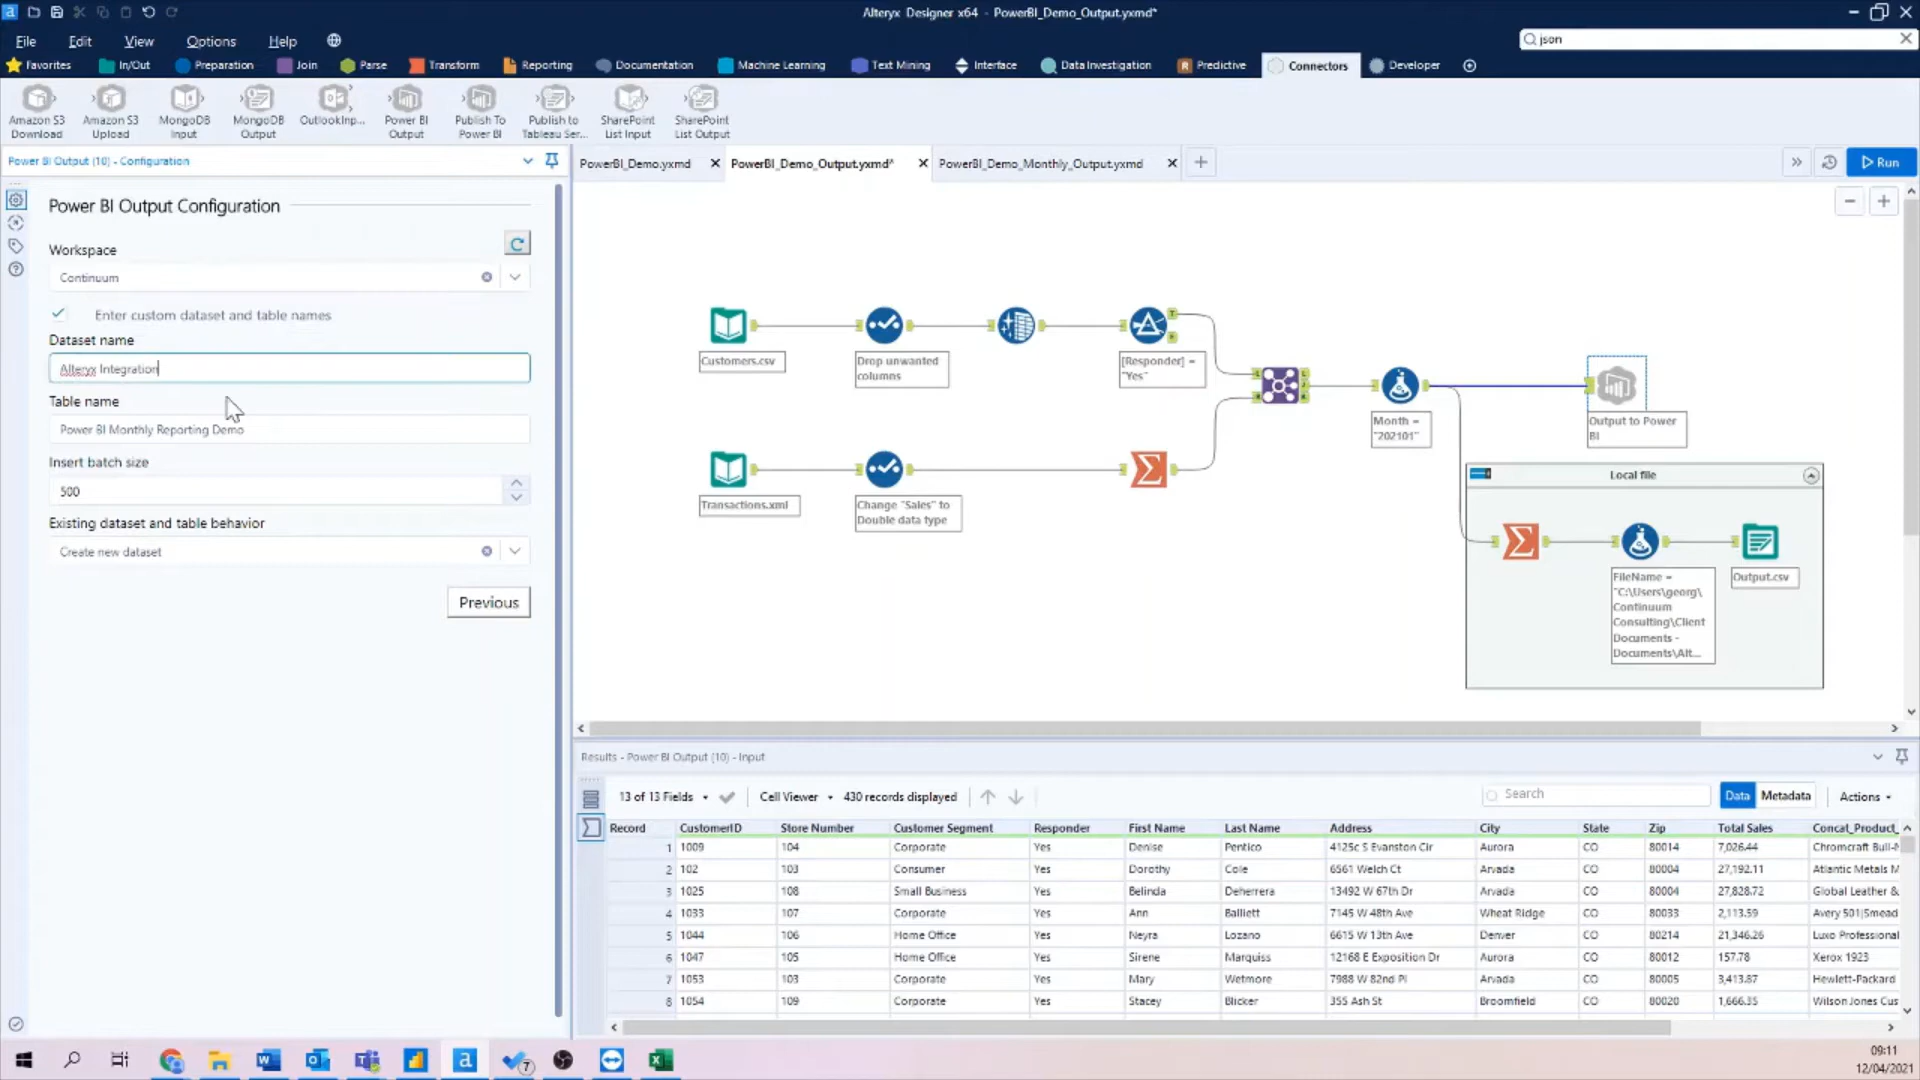 Alteryx Designer x64 - PowerBI_Demo_Output.yxmd*
File Edit View Options Help
json
Favorites In/Out Preparation Join Parse Transform Reporting Documentation Machine Learning Text Mining Interface Data Investigation Predictive Connectors Developer
Amazon S3 Download
Amazon S3 Upload
MongoDB Input
MongoDB Output
OutlookInp...
Power BI Output
Publish To Power BI
Publish to Tableau Ser...
SharePoint List Input
SharePoint List Output
Power BI Output (10) - Configuration
PowerBI_Demo.yxmd
PowerBI_Demo_Output.yxmd*
PowerBI_Demo_Monthly_Output.yxmd
Run
Power BI Output Configuration
Workspace
Continuum
Enter custom dataset and table names
Dataset name
Alteryx Integration
Table name
Power BI Monthly Reporting Demo
Insert batch size
500
Existing dataset and table behavior
Create new dataset
Previous
Customers.csv
Drop unwanted
columns
[Responder] =
"Yes"
Month =
"202101"
Output to Power
BI
Transactions.xml
Change "Sales" to
Double data type
Local file
FileName =
"C:\Users\georg\
Continuum
Consulting\Client
Documents -
Documents\Alt...
Output.csv
Results - Power BI Output (10) - Input
13 of 13 Fields Cell Viewer 430 records displayed Search Data Metadata Actions
Record CustomerID Store Number Customer Segment Responder First Name Last Name Address City State Zip Total Sales Concat_Product_
1 1009 104 Corporate Yes Denise Pentico 4125c S Evanston Cir Aurora CO 80014 7,026.44 Chromcraft Bull-
2 102 103 Consumer Yes Dorothy Cole 6561 Welch Ct Arvada CO 80004 27,192.11 Atlantic Metals M
3 1025 108 Small Business Yes Belinda Deherrera 13492 W 67th Dr Arvada CO 80004 27,828.72 Global Leather &
4 1033 107 Corporate Yes Ann Balliett 7145 W 48th Ave Wheat Ridge CO 80033 2,113.59 Avery 501|Smead
5 1044 106 Home Office Yes Neyra Lozano 6615 W 13th Ave Denver CO 80214 21,346.26 Luxo Professional
6 1047 105 Home Office Yes Sirene Marquiss 12168 E Exposition Dr Aurora CO 80012 157.78 Xerox 1923
7 1053 103 Corporate Yes Mary Wetmore 7988 W 82nd Pl Arvada CO 80005 3,413.87 Hewlett-Packard
8 1054 109 Corporate Yes Stacey Blicker 355 Ash St Broomfield CO 80020 1,666.35 Wilson Jones Cus
7
09:11
12/04/2021